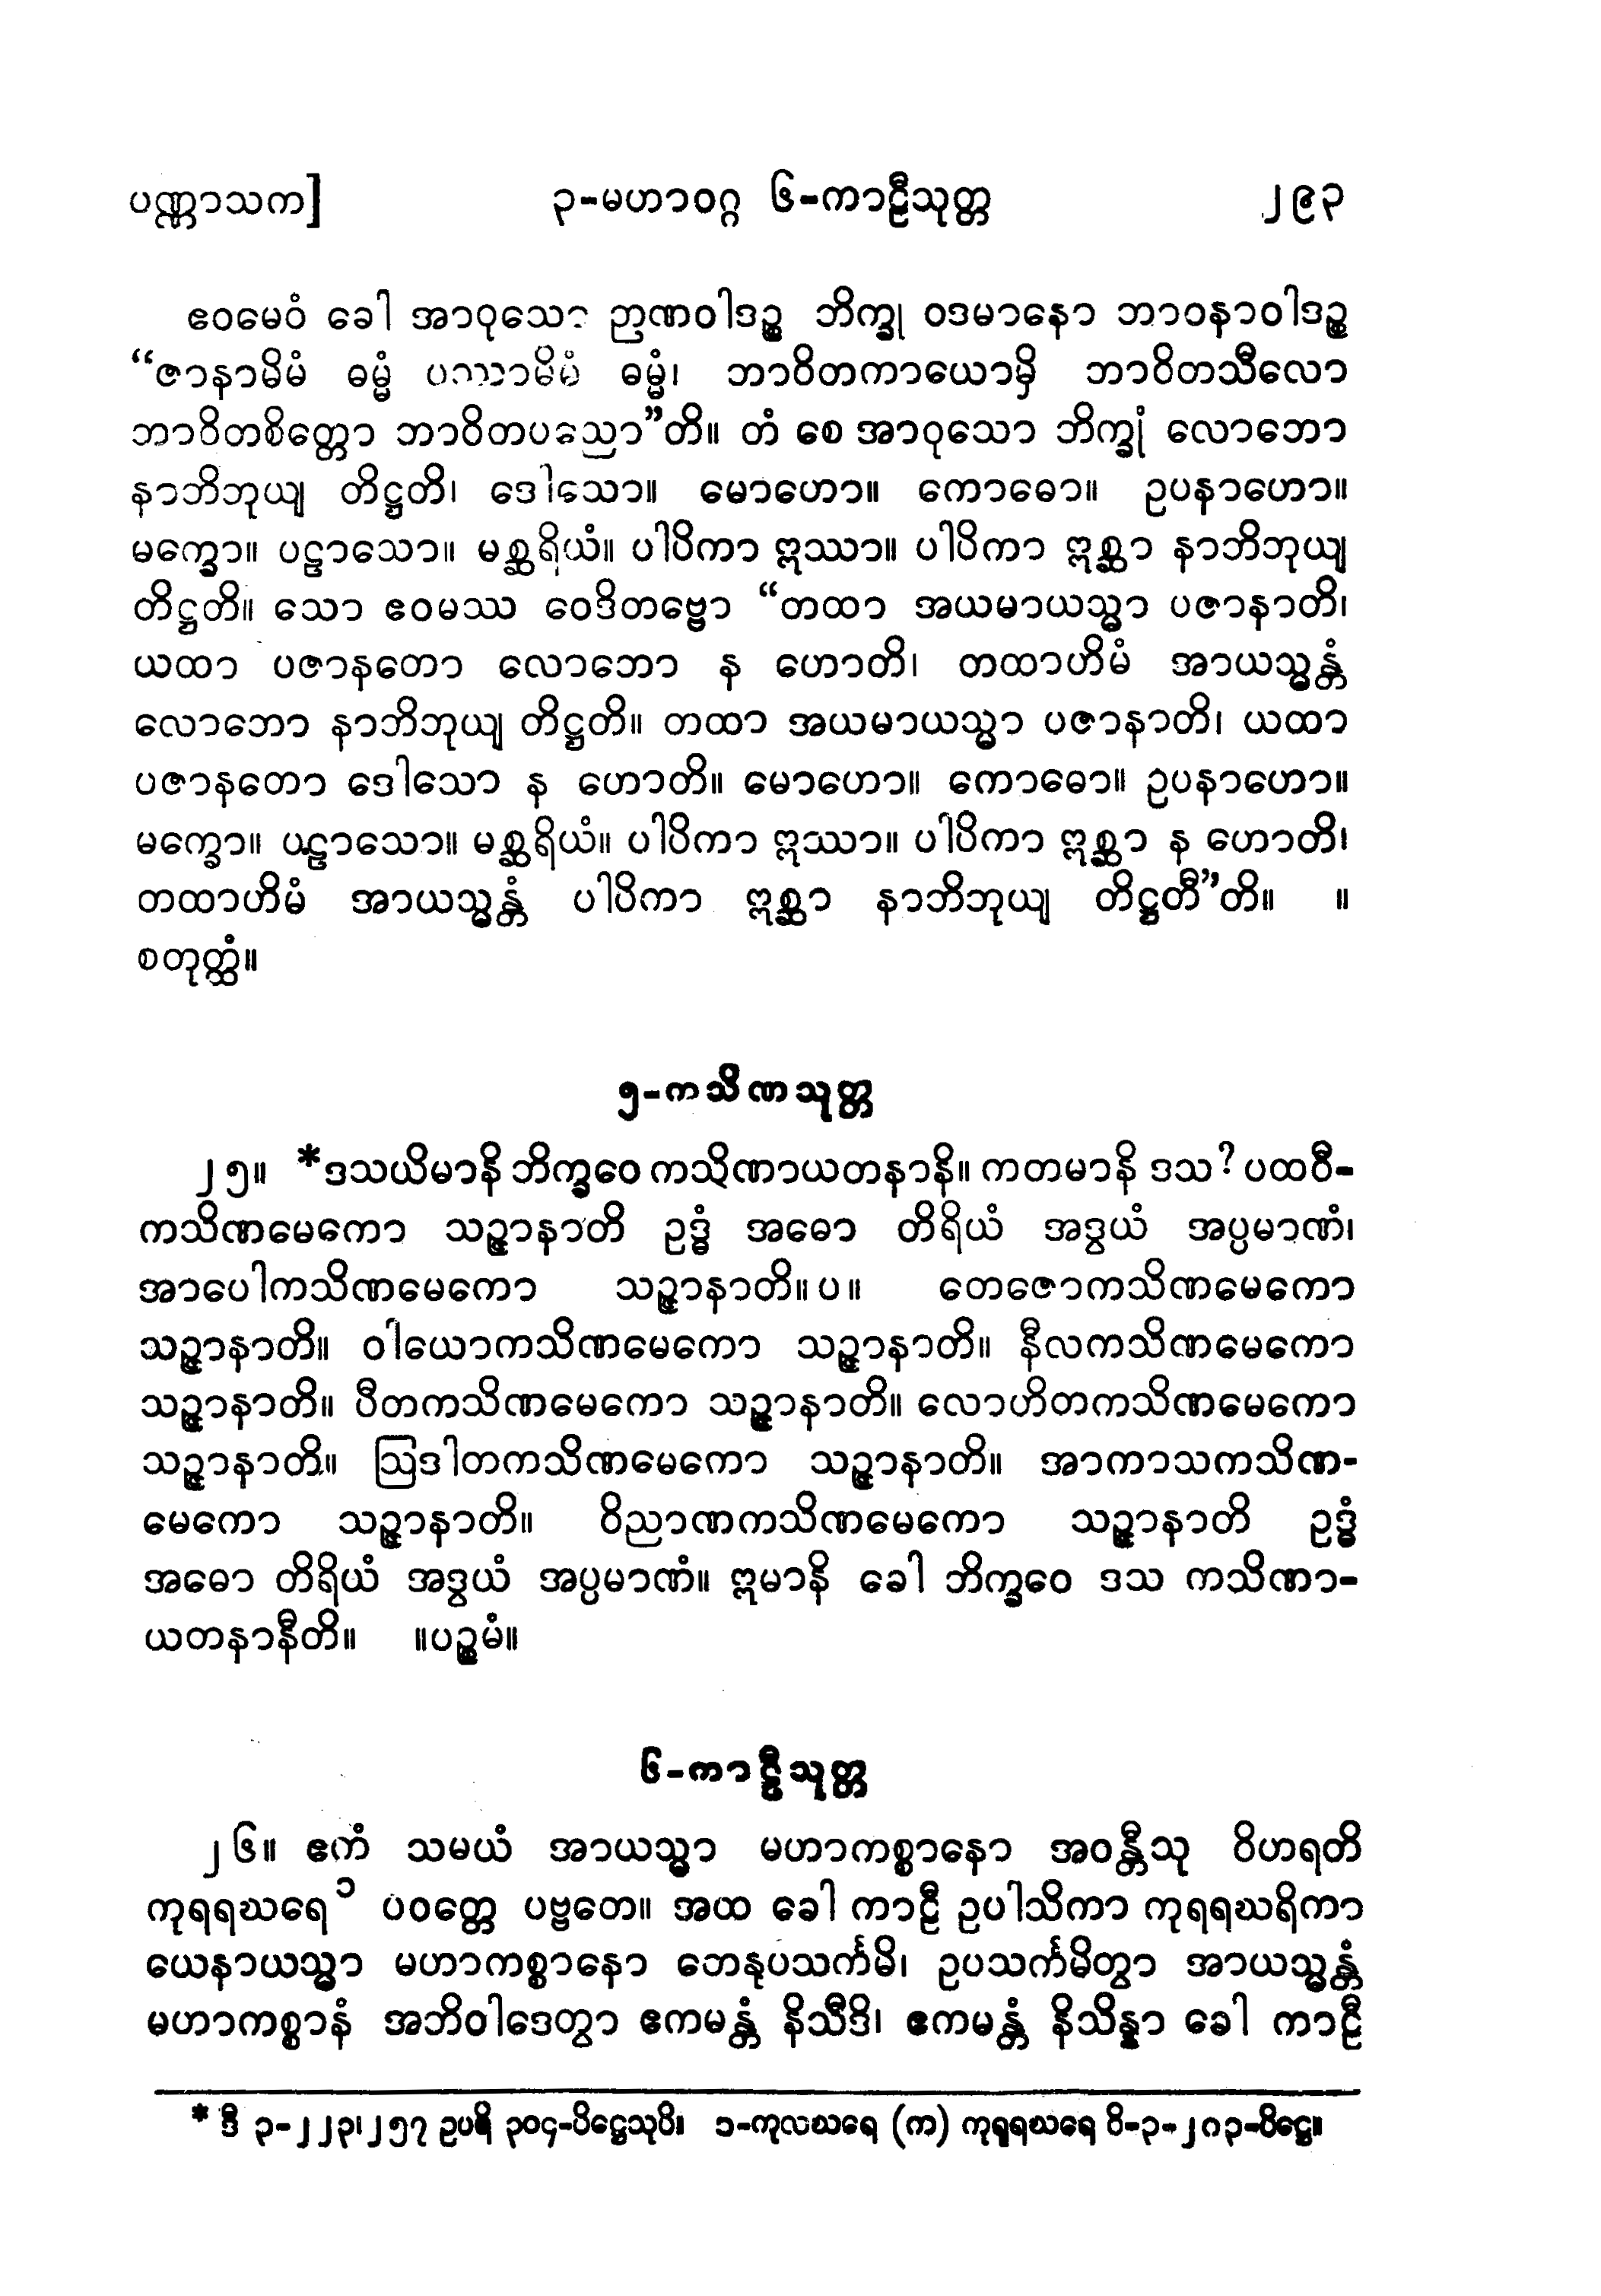 ပဏ္ဏာသက]
၃-မဟာဝဂ္ဂ ၆-ကာဠီသုတ္တ
၂၉၃
ဧဝမေဝံ ခေါ အာဝုသော ဉာဏဝါဒဉ္စ ဘိက္ခု ဝဒမာနော ဘာဝနာဝါဒဉ္စ
“ဇာနာမိမံ ဓမ္မံ ပဿာမိမံ ဓမ္မံ၊ ဘာဝိတကာယောမှိ ဘာဝိတသီလော
ဘာဝိတစိတ္တော ဘာဝိတပညော”တိ။ တံ စေ အာဝုသော ဘိက္ခုံ လောဘော
နာဘိဘုယျ တိဋ္ဌတိ၊ ဒေါသော။ မောဟော။ ကောဓော။ ဥပနာဟော။
မက္ခော။ ပဠာသော။ မစ္ဆရိယံ။ ပါပိကာ ဣဿာ။ ပါပိကာ ဣစ္ဆာ နာဘိဘုယျ
တိဋ္ဌတိ။ သော ဧဝမဿ ဝေဒိတဗ္ဗော “တထာ အယမာယသ္မာ ပဇာနာတိ၊
ယထာ ပဇာနတော လောဘော န ဟောတိ၊ တထာဟိမံ အာယသ္မန္တံ
လောဘော နာဘိဘုယျ တိဋ္ဌတိ။ တထာ အယမာယသ္မာ ပဇာနာတိ၊ ယထာ
ပဇာနတော ဒေါသော န ဟောတိ။ မောဟော။ ကောဓော။ ဥပနာဟော။
မက္ခော။ ပဠာသော။ မစ္ဆရိယံ။ ပါပိကာ ဣဿာ။ ပါပိကာ ဣစ္ဆာ န ဟောတိ၊
တထာဟိမံ အာယသ္မန္တံ ပါပိကာ ဣစ္ဆာ နာဘိဘုယျ တိဋ္ဌတီ”တိ။ ။
စတုတ္ထံ။
၅-ကသိဏသုတ္တ
၂၅။ *ဒသယိမာနိ ဘိက္ခဝေ ကသိဏာယတနာနိ။ ကတမာနိ ဒသ? ပထဝီ-
ကသိဏမေကော သဉ္ဇာနာတိ ဥဒ္ဓံ အဓော တိရိယံ အဒွယံ အပ္ပမာဏံ၊
အာပေါကသိဏမေကော သဉ္ဇာနာတိ။ ပ။ တေဇောကသိဏမေကော
သဉ္ဇာနာတိ။ ဝါယောကသိဏမေကော သဉ္ဇာနာတိ။ နီလကသိဏမေကော
သဉ္ဇာနာတိ။ ပီတကသိဏမေကော သဉ္ဇာနာတိ။ လောဟိတကသိဏမေကော
သဉ္ဇာနာတိ။ ဩဒါတကသိဏမေကော သဉ္ဇာနာတိ။ အာကာသကသိဏ-
မေကော သဉ္ဇာနာတိ။ ဝိညာဏကသိဏမေကော သဉ္ဇာနာတိ ဥဒ္ဓံ
အဓော တိရိယံ အဒွယံ အပ္ပမာဏံ။ ဣမာနိ ခေါ ဘိက္ခဝေ ဒသ ကသိဏာ-
ယတနာနီတိ။ ။ပဉ္စမံ။
၆-ကာဠီသုတ္တ
၂၆။ ဧကံ သမယံ အာယသ္မာ မဟာကစ္စာနော အဝန္တီသု ဝိဟရတိ
ကုရရဃရေ၁ ပဝတ္တေ ပဗ္ဗတေ။ အထ ခေါ ကာဠီ ဥပါသိကာ ကုရရဃရိကာ
ယေနာယသ္မာ မဟာကစ္စာနော တေနုပသင်္ကမိ၊ ဥပသင်္ကမိတွာ အာယသ္မန္တံ
မဟာကစ္စာနံ အဘိဝါဒေတွာ ဧကမန္တံ နိသီဒိ၊ ဧကမန္တံ နိသိန္နာ ခေါ ကာဠီ
* ဒီ ၃-၂၂၃၊၂၅၇ ဥပရိ ၃၀၄-ပိဋ္ဌေသုပိ။ ၁-ကုလဃရေ (က) ကုရုရဃရေ ဝိ-၃-၂၈၃-ပိဋ္ဌေ။